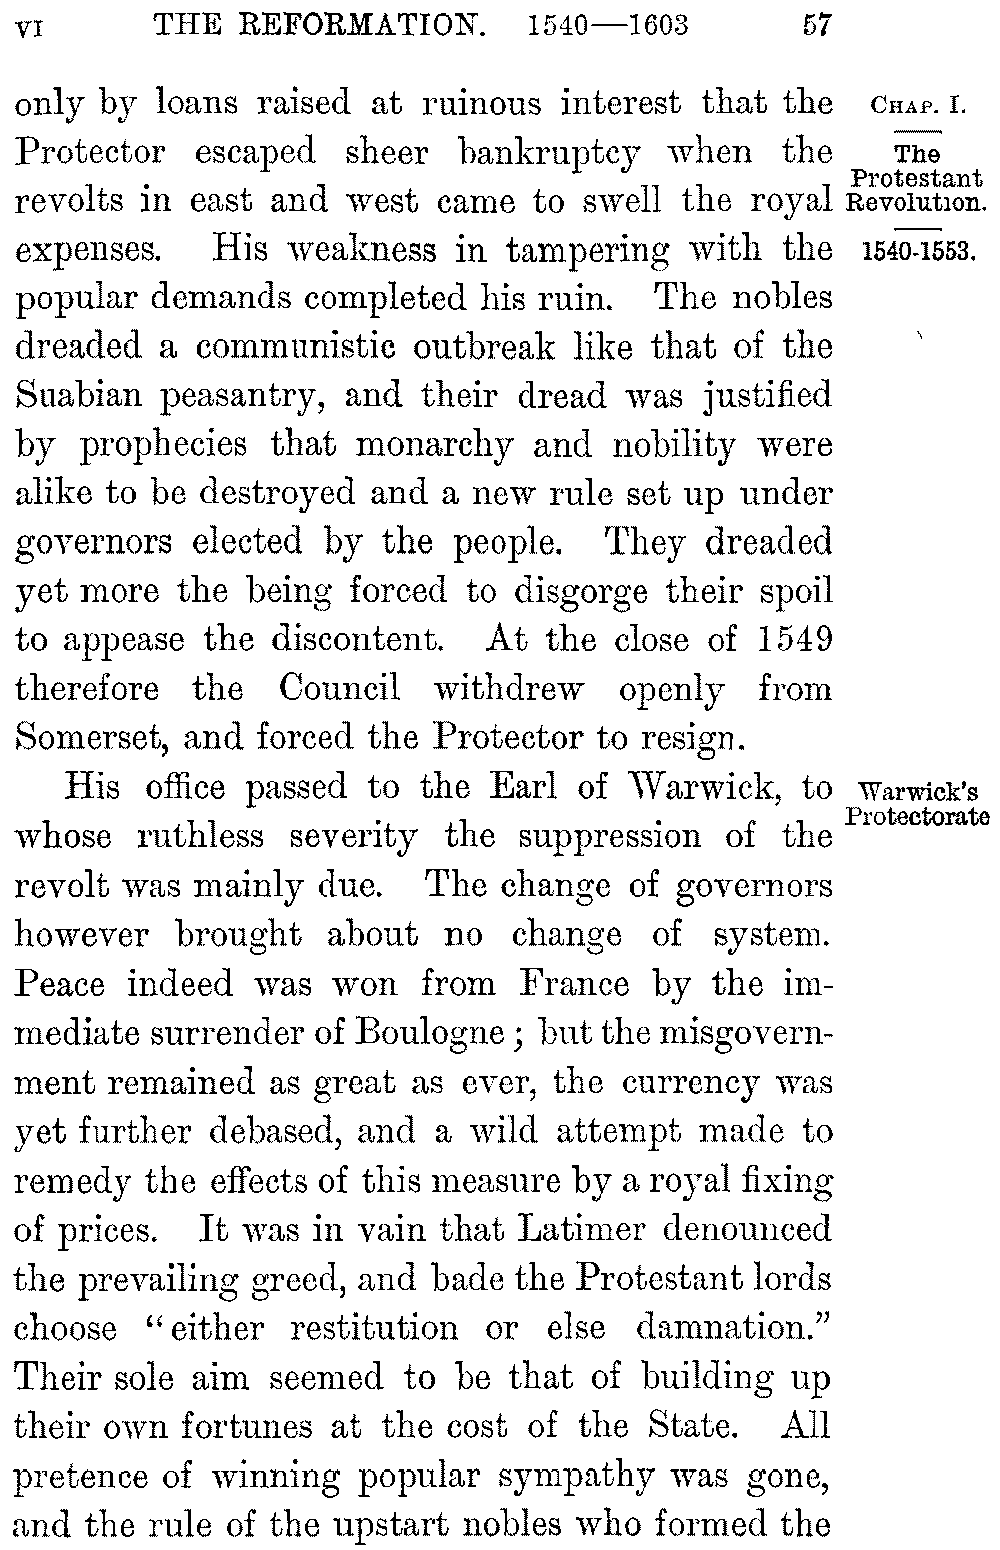 VI THE REFORMATION. 1540—1603 57
only by loans raised at ruinous interest that the
Protector escaped sheer bankruptcy when the
revolts in east and west came to swell the royal
expenses. His weakness in tampering with the
popular demands completed his ruin. The nobles
dreaded a communistic outbreak like that of the
Suabian peasantry, and their dread was justified
by prophecies that monarchy and nobility were
alike to be destroyed and a new rule set up under
governors elected by the people. They dreaded
yet more the being forced to disgorge their spoil
to appease the discontent. At the close of 1549
therefore the Council withdrew openly from
Somerset, and forced the Protector to resign.
CHAP. I.
The
Protestant
Revolution.
1540-1553.
His office passed to the Earl of Warwick, to
whose ruthless severity the suppression of the
revolt was mainly due. The change of governors
however brought about no change of system.
Peace indeed was won from France by the im-
mediate surrender of Boulogne; but the misgovern-
ment remained as great as ever, the currency was
yet further debased, and a wild attempt made to
remedy the effects of this measure by a royal fixing
of prices. It was in vain that Latimer denounced
the prevailing greed, and bade the Protestant lords
choose "either restitution or else damnation."
Their sole aim seemed to be that of building up
their own fortunes at the cost of the State. All
pretence of winning popular sympathy was gone,
and the rule of the upstart nobles who formed the
Warwick's
Protectorate